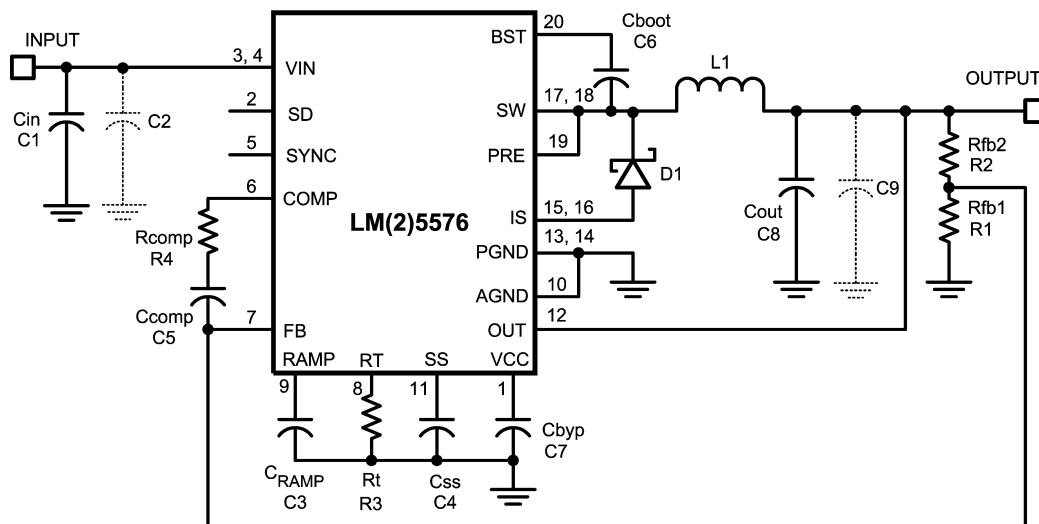 INPUT
Cin
C1
C2
3, 4
VIN
2
SD
5
SYNC
6
COMP
Rcomp
R4
Ccomp
C5
7
FB
LM(2)5576
BST
20
Cboot
C6
SW
17, 18
PRE
19
D1
IS
15, 16
PGND
13, 14
AGND
10
OUT
12
L1
OUTPUT
Cout
C8
C9
Rfb2
R2
Rfb1
R1
RAMP
RT
SS
VCC
9
8
11
1
CRAMP
C3
Rt
R3
Css
C4
Cbyp
C7